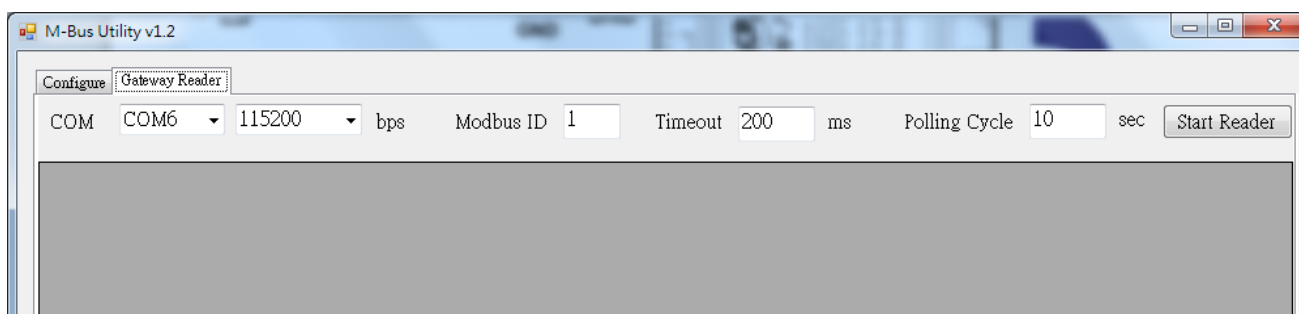 M-Bus Utility v1.2
Configure Gateway Reader
COM COM6 115200 bps Modbus ID 1 Timeout 200 ms Polling Cycle 10 sec Start Reader